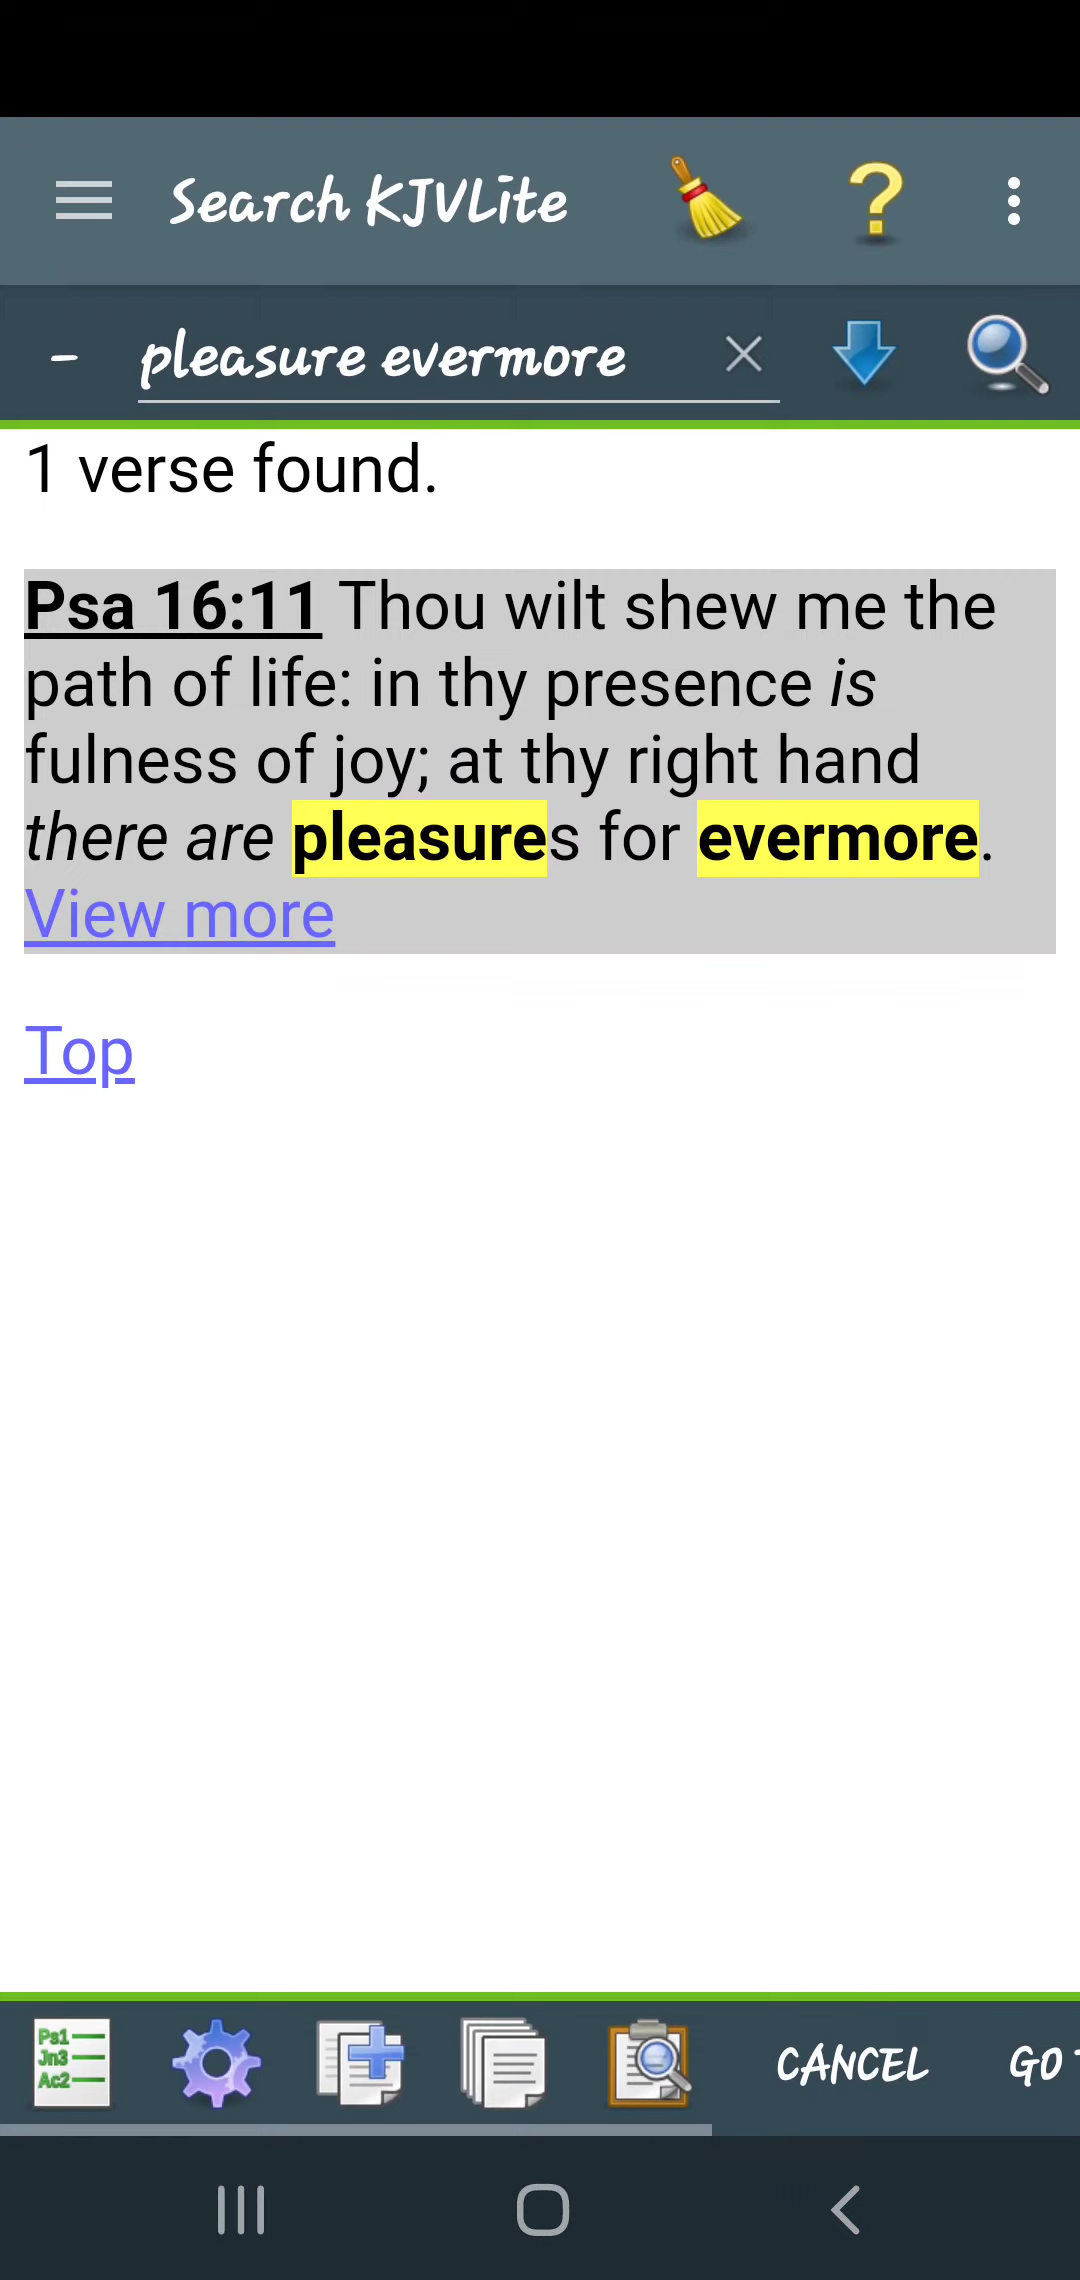 Search KJVLite
- pleasure evermore
1 verse found.
Psa 16:11 Thou wilt shew me the
path of life: in thy presence is
fulness of joy; at thy right hand
there are pleasures for evermore.
View more
Top
Ps1
Jn3
Ac2
CANCEL GO